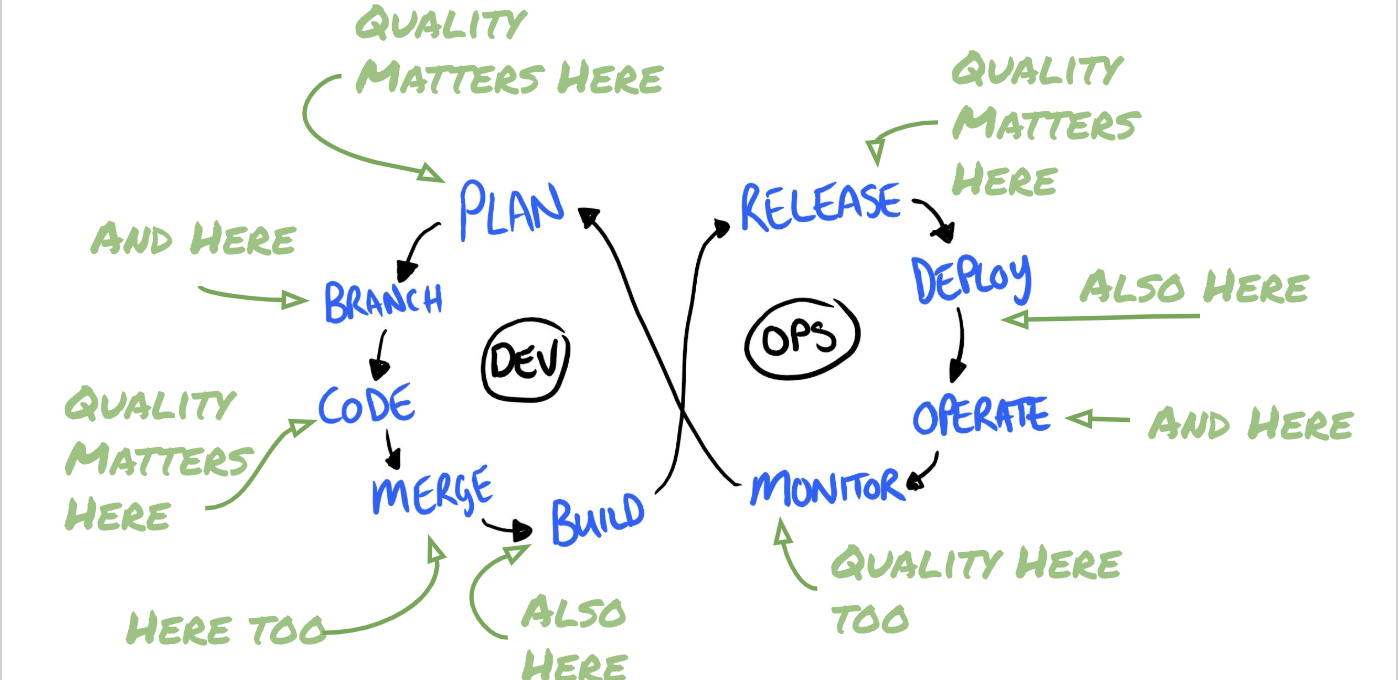 QUALITY
MATTERS HERE
QUALITY
MATTERS
HERE
PLAN
RELEASE
AND HERE
BRANCH
DEPLOY
ALSO HERE
DEV
OPS
QUALITY
MATTERS
HERE
CODE
OPERATE
AND HERE
MERGE
BUILD
MONITOR
QUALITY HERE
TOO
HERE TOO
ALSO
HERE